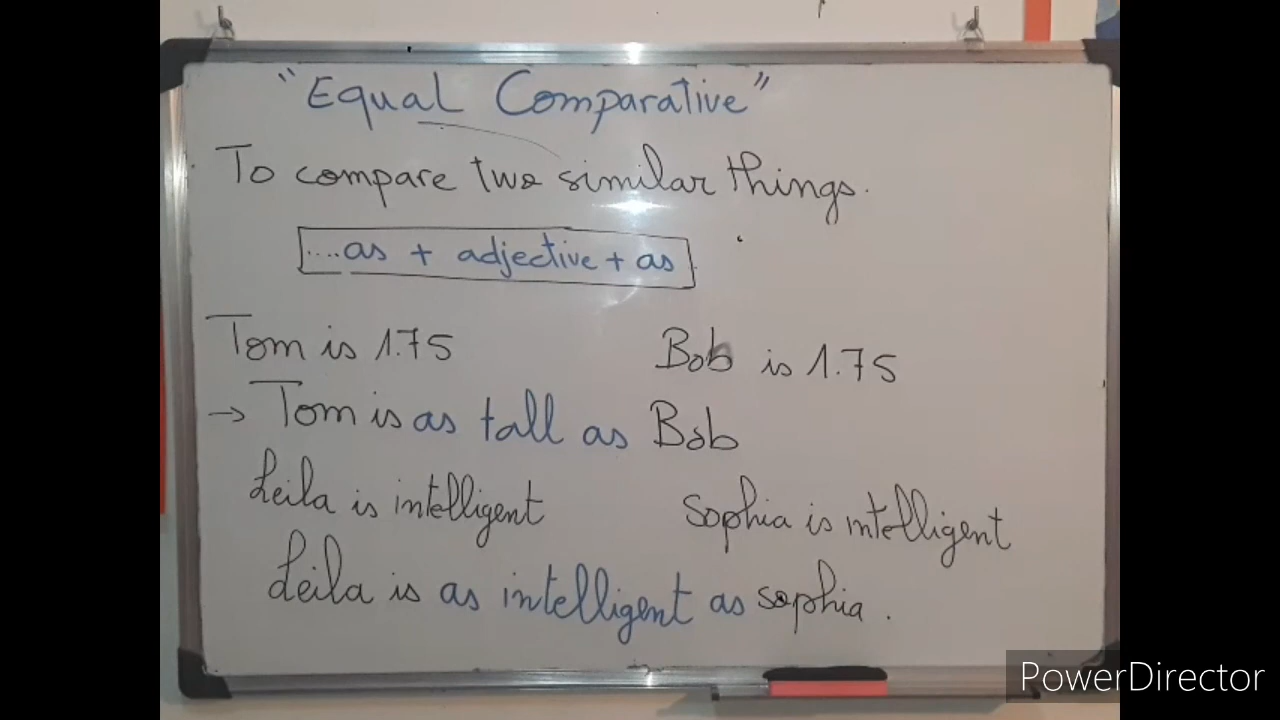 "Equal Comparative"
To compare two similar things.
....as + adjective + as
Tom is 1.75 Bob is 1.75
→ Tom is as tall as Bob
Leila is intelligent Sophia is intelligent
Leila is as intelligent as sophia.
PowerDirector